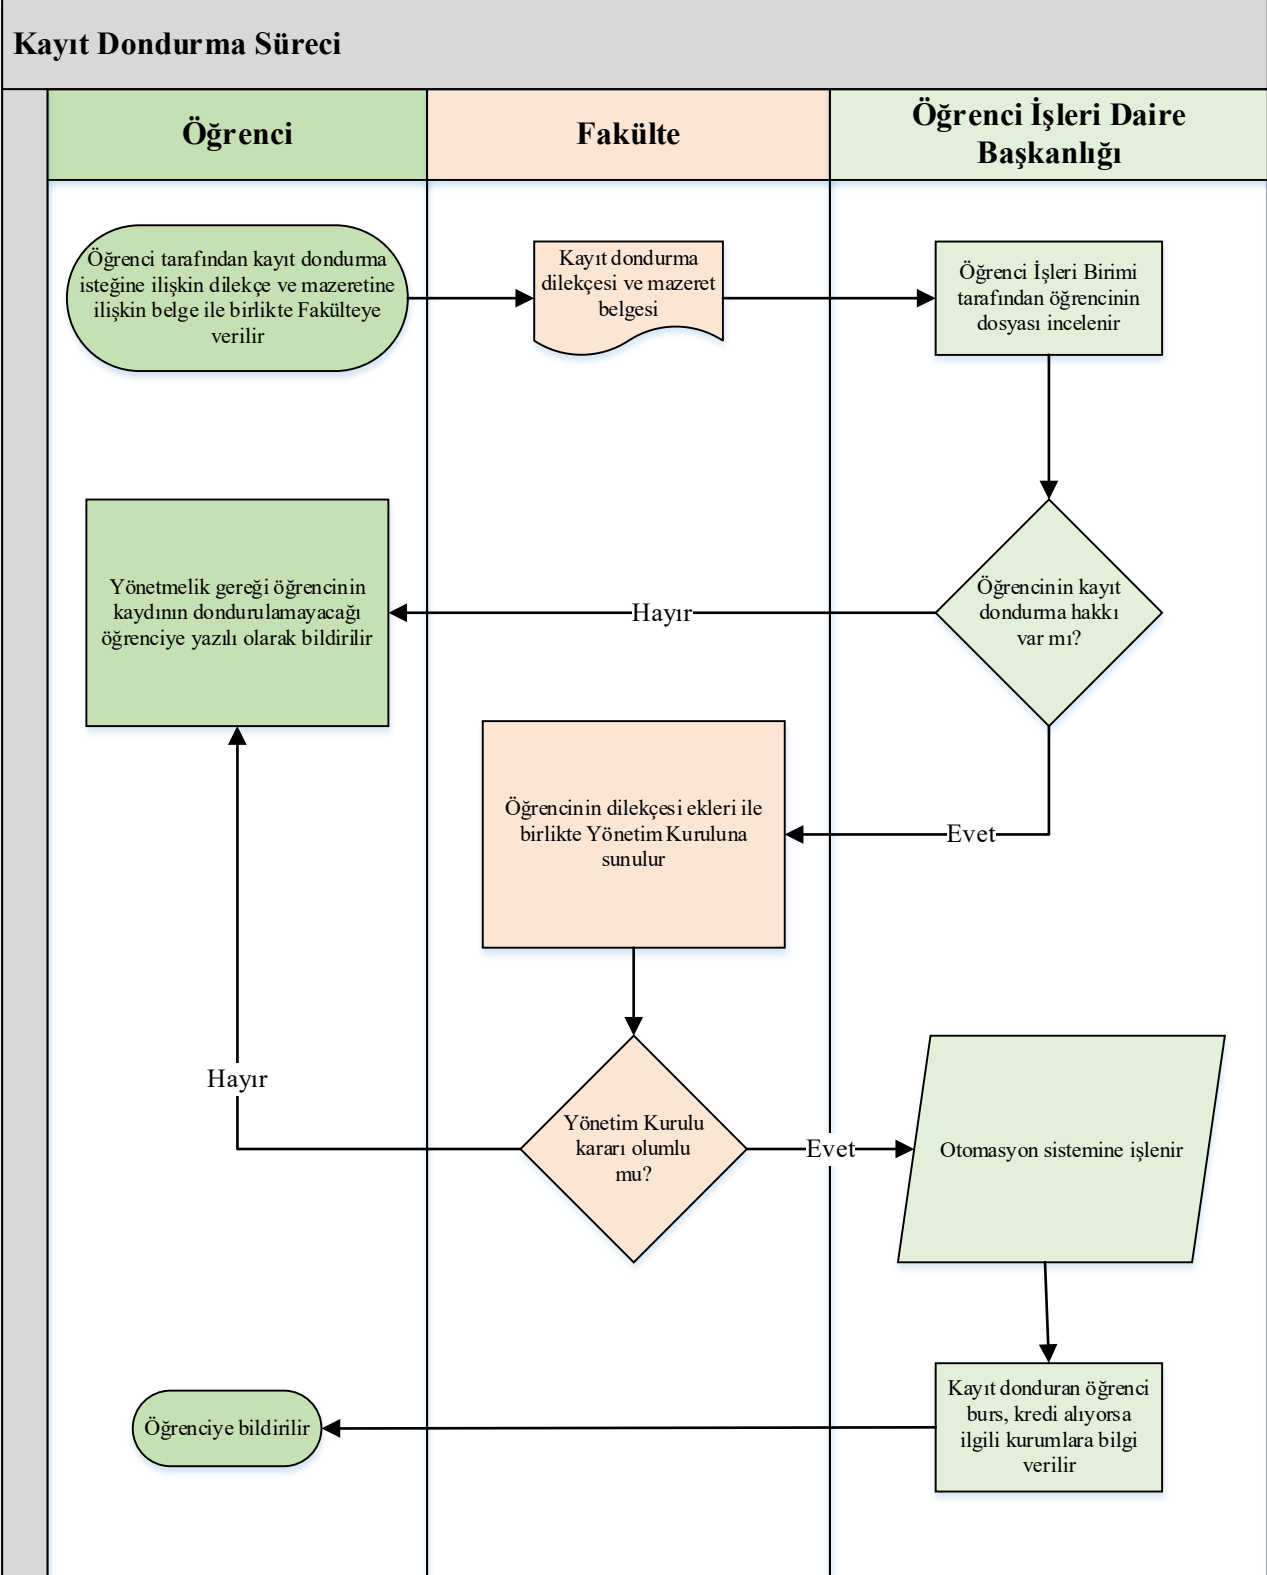 Kayıt Dondurma Süreci
Öğrenci
Fakülte
Öğrenci İşleri Daire
Başkanlığı
Öğrenci tarafından kayıt dondurma
isteğine ilişkin dilekçe ve mazeretine
ilişkin belge ile birlikte Fakülteye
verilir
Kayıt dondurma
dilekçesi ve mazeret
belgesi
Öğrenci İşleri Birimi
tarafından öğrencinin
dosyası incelenir
Yönetmelik gereği öğrencinin
kaydının dondurulamayacağı
öğrenciye yazılı olarak bildirilir
Hayır
Öğrencinin kayıt
dondurma hakkı
var mı?
Öğrencinin dilekçesi ekleri ile
birlikte Yönetim Kuruluna
sunulur
Evet
Hayır
Yönetim Kurulu
kararı olumlu
mu?
Evet
Otomasyon sistemine işlenir
Öğrenciye bildirilir
Kayıt donduran öğrenci
burs, kredi alıyorsa
ilgili kurumlara bilgi
verilir